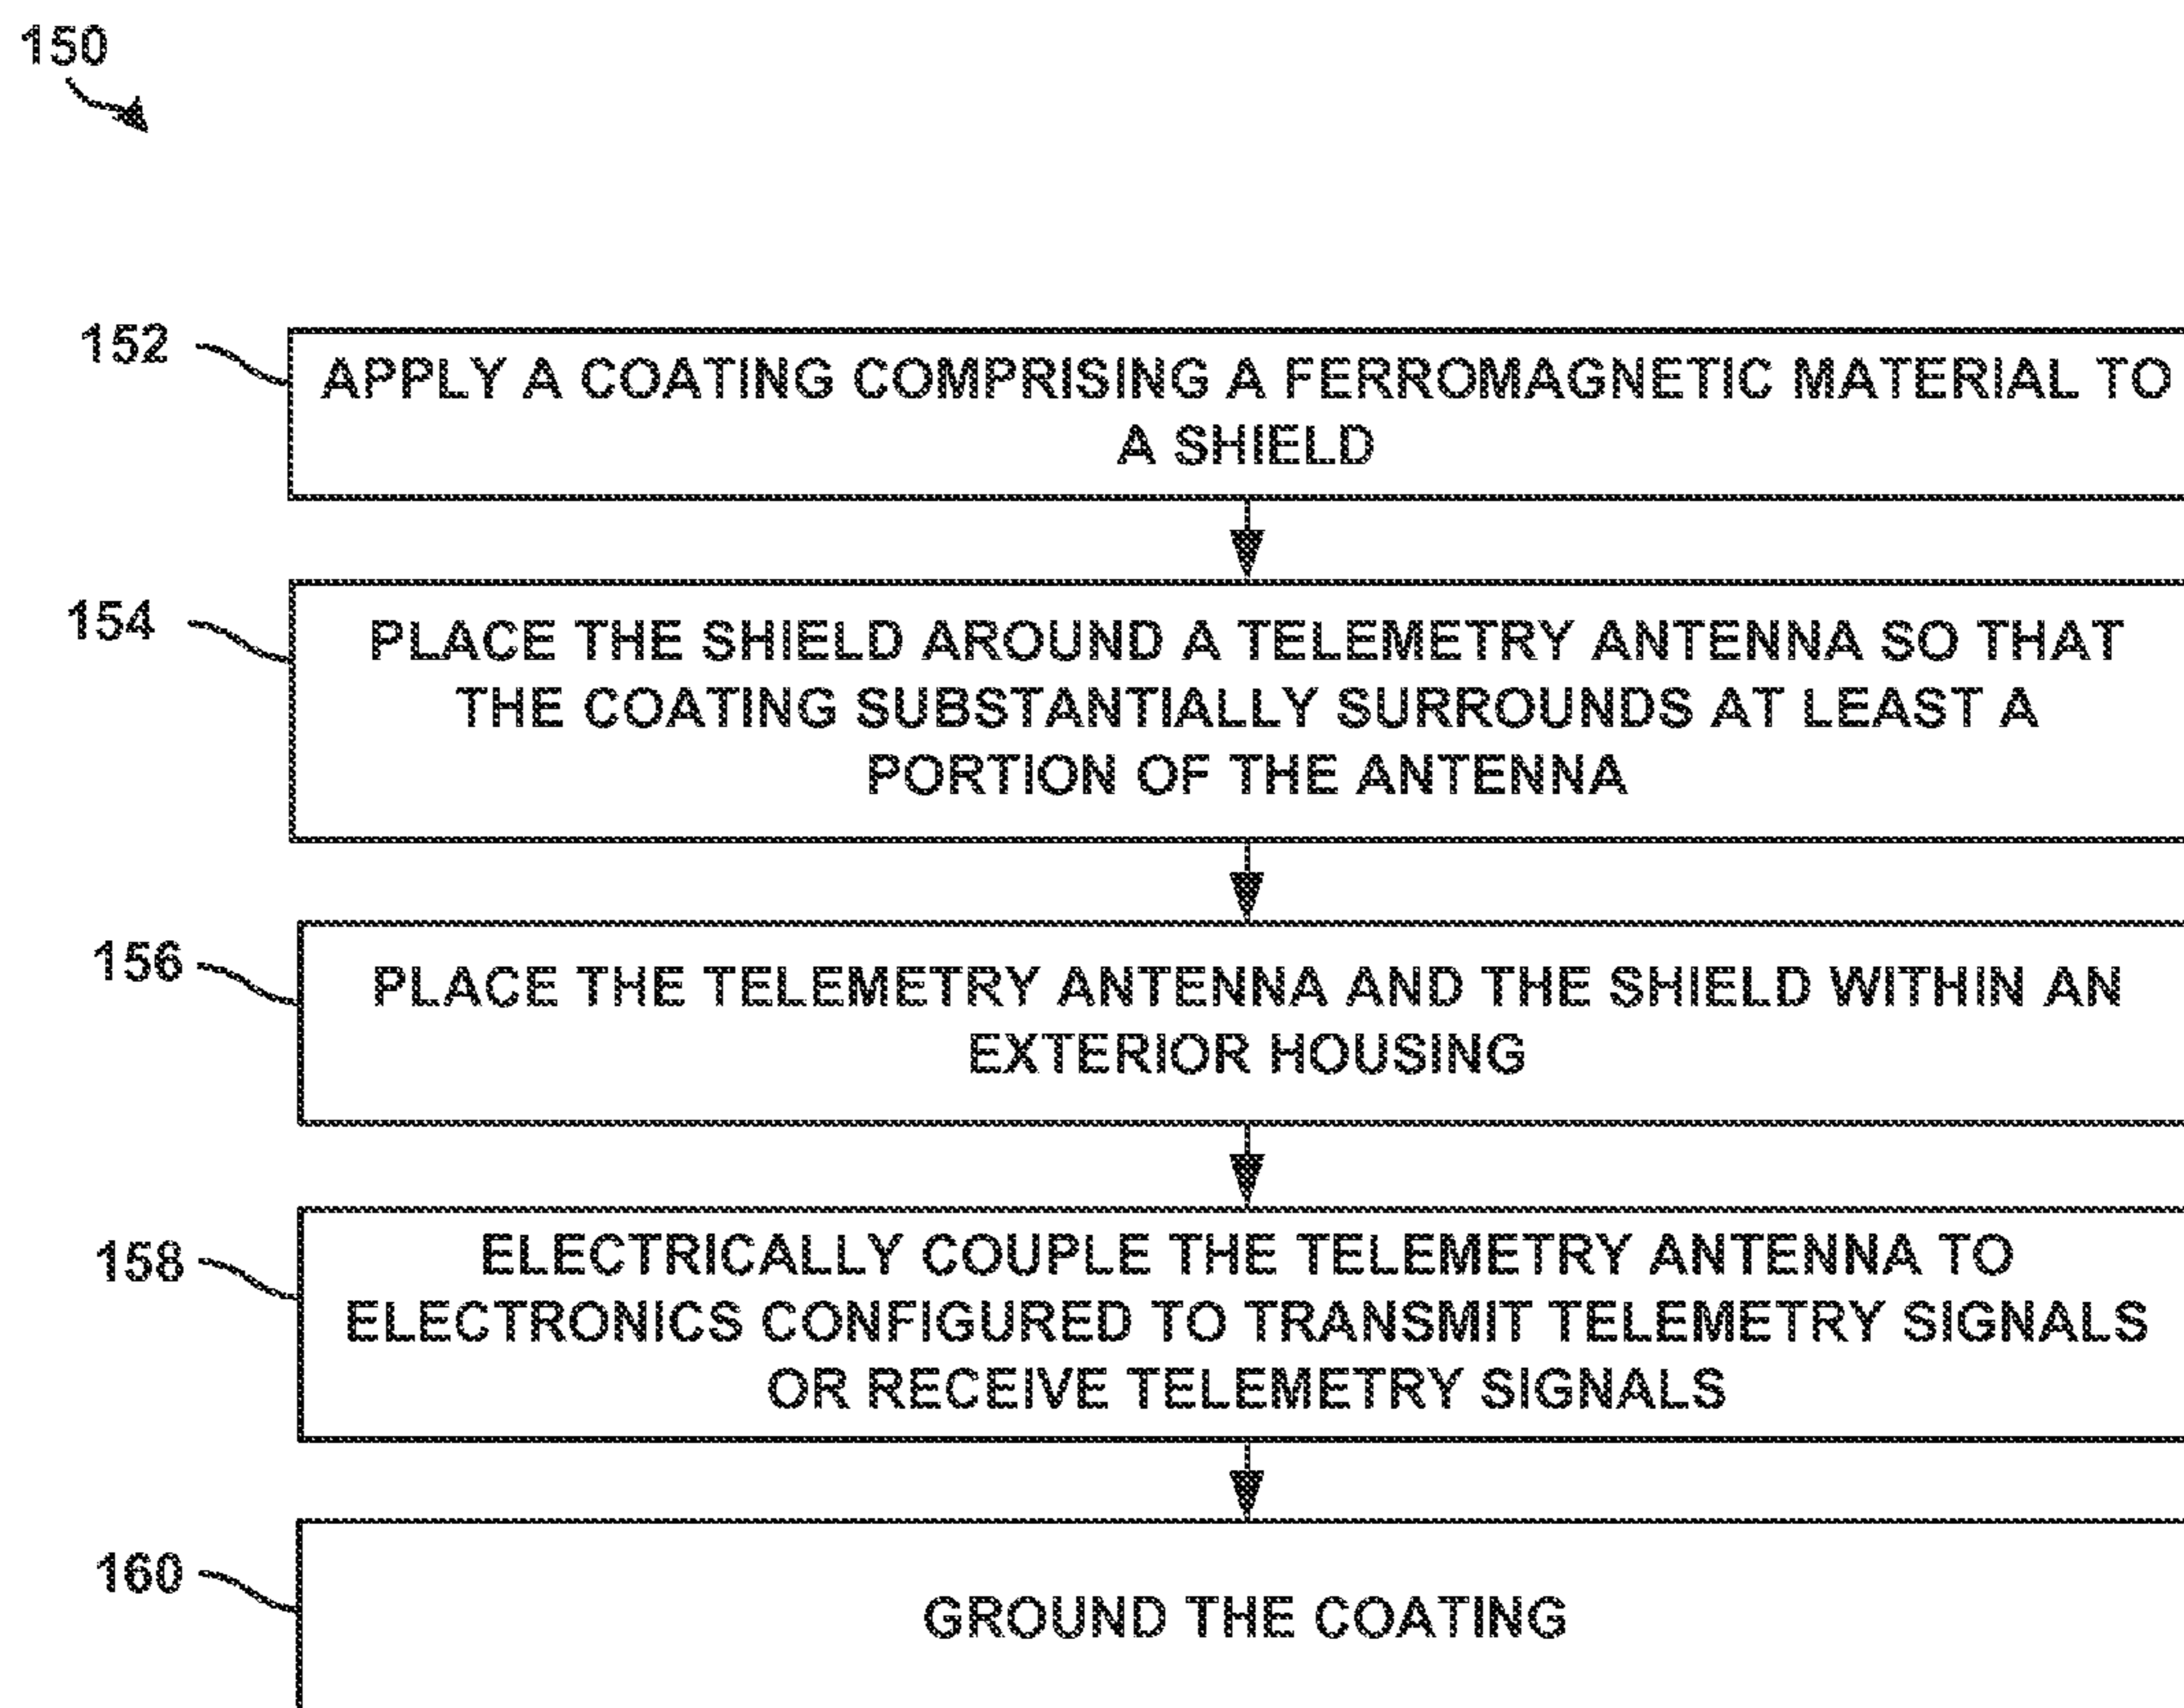 150
152
APPLY A COATING COMPRISING A FERROMAGNETIC MATERIAL TO
A SHIELD
154
PLACE THE SHIELD AROUND A TELEMETRY ANTENNA SO THAT
THE COATING SUBSTANTIALLY SURROUNDS AT LEAST A
PORTION OF THE ANTENNA
156
PLACE THE TELEMETRY ANTENNA AND THE SHIELD WITHIN AN
EXTERIOR HOUSING
158
ELECTRICALLY COUPLE THE TELEMETRY ANTENNA TO
ELECTRONICS CONFIGURED TO TRANSMIT TELEMETRY SIGNALS
OR RECEIVE TELEMETRY SIGNALS
160
GROUND THE COATING